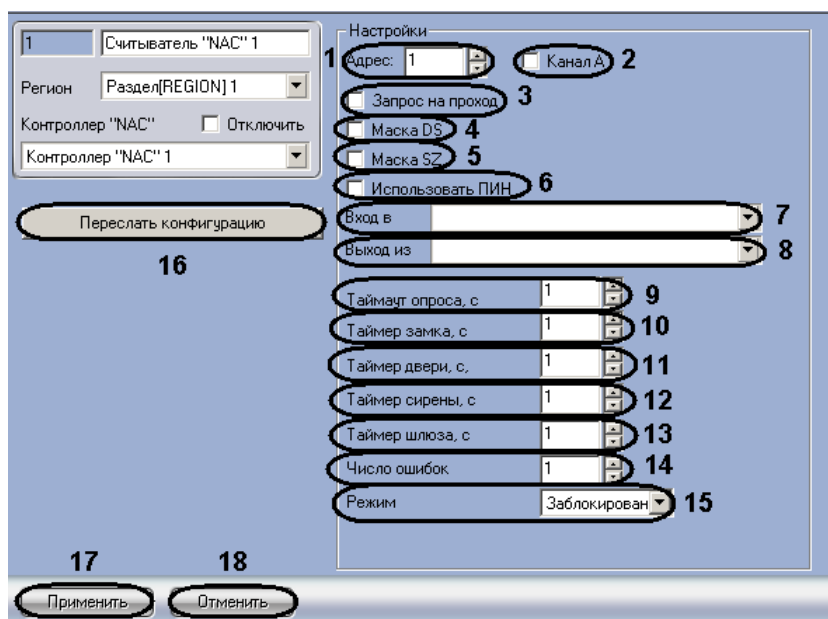 1 Считыватель "NAC" 1
Регион Раздел[REGION] 1
Контроллер "NAC" Отключить
Контроллер "NAC" 1
Переслать конфигурацию
16
Настройки
1 Адрес: 1 Канал A 2
Запрос на проход 3
Маска DS 4
Маска SZ 5
Использовать ПИН 6
Вход в 7
Выход из 8
Таймаут опроса, с 1 9
Таймер замка, с 1 10
Таймер двери, с, 1 11
Таймер сирены, с 1 12
Таймер шлюза, с 1 13
Число ошибок 1 14
Режим Заблокирован 15
17 18
Применить Отменить